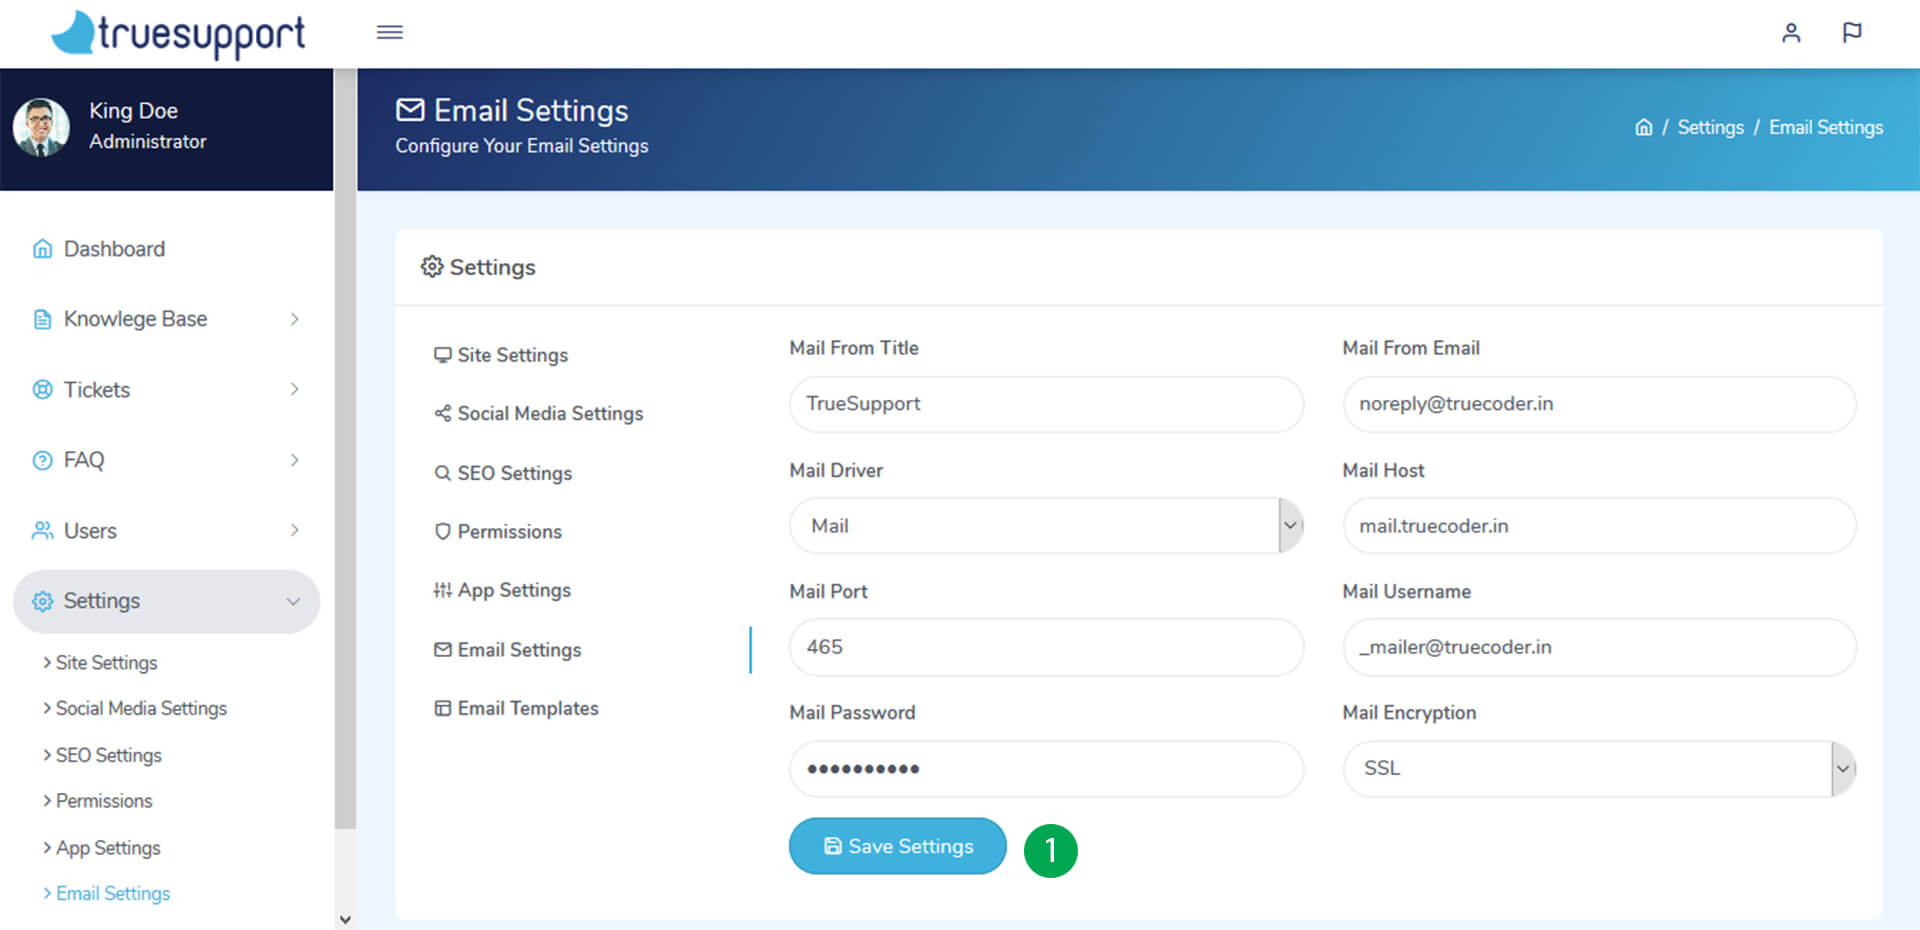 truesupport
King Doe
Administrator
Email Settings
Configure Your Email Settings
/ Settings / Email Settings
Dashboard
Knowlege Base
Tickets
FAQ
Users
Settings
Site Settings
Social Media Settings
SEO Settings
Permissions
App Settings
Email Settings
Settings
Site Settings
Social Media Settings
SEO Settings
Permissions
App Settings
Email Settings
Email Templates
Mail From Title
TrueSupport
Mail From Email
noreply@truecoder.in
Mail Driver
Mail
Mail Host
mail.truecoder.in
Mail Port
465
Mail Username
_mailer@truecoder.in
Mail Password
••••••••••
Mail Encryption
SSL
Save Settings
1